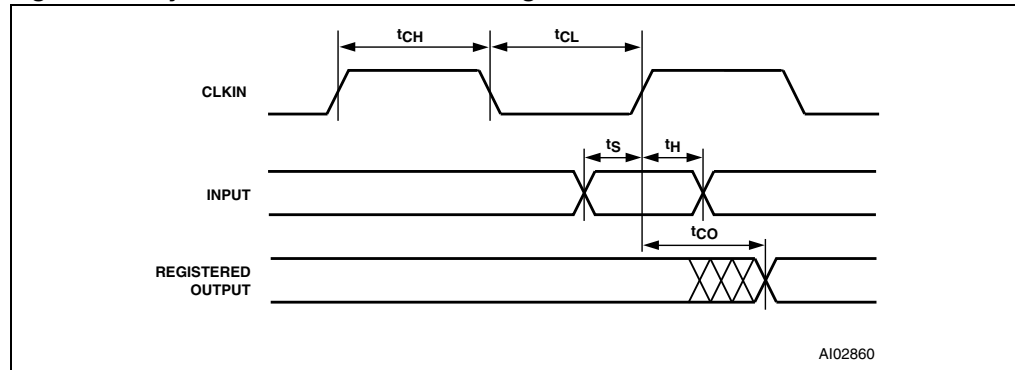 tCH
tCL
CLKIN
tS
tH
INPUT
tCO
REGISTERED
OUTPUT
AI02860